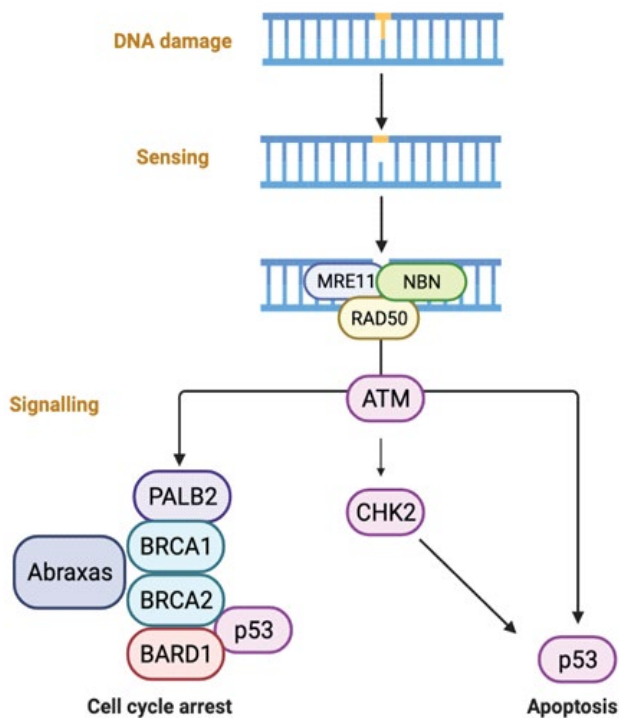 DNA damage
Sensing
MRE11
NBN
RAD50
Signalling
ATM
PALB2
CHK2
BRCA1
Abraxas
BRCA2
p53
BARD1
p53
Cell cycle arrest
Apoptosis